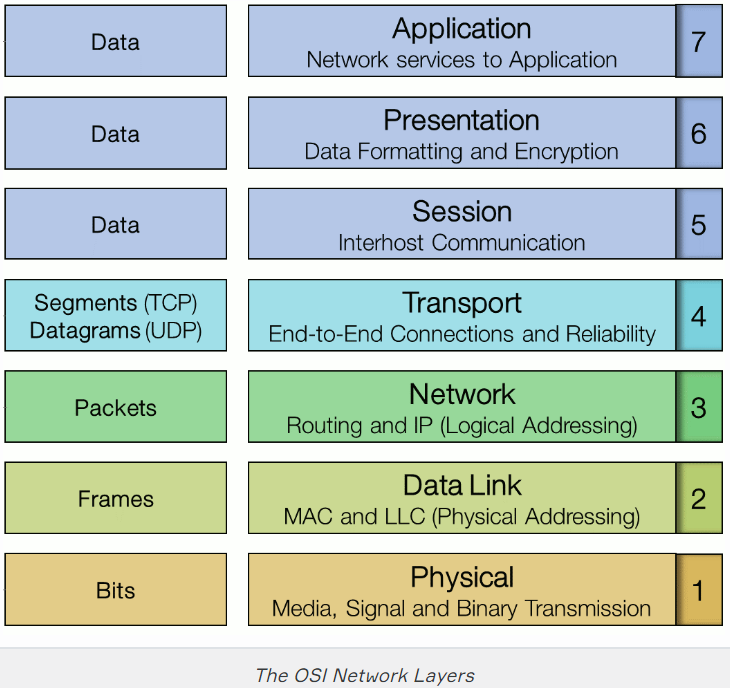 Data
Application
Network services to Application
7
Data
Presentation
Data Formatting and Encryption
6
Data
Session
Interhost Communication
5
Segments (TCP)
Datagrams (UDP)
Transport
End-to-End Connections and Reliability
4
Packets
Network
Routing and IP (Logical Addressing)
3
Frames
Data Link
MAC and LLC (Physical Addressing)
2
Bits
Physical
Media, Signal and Binary Transmission
1
The OSI Network Layers